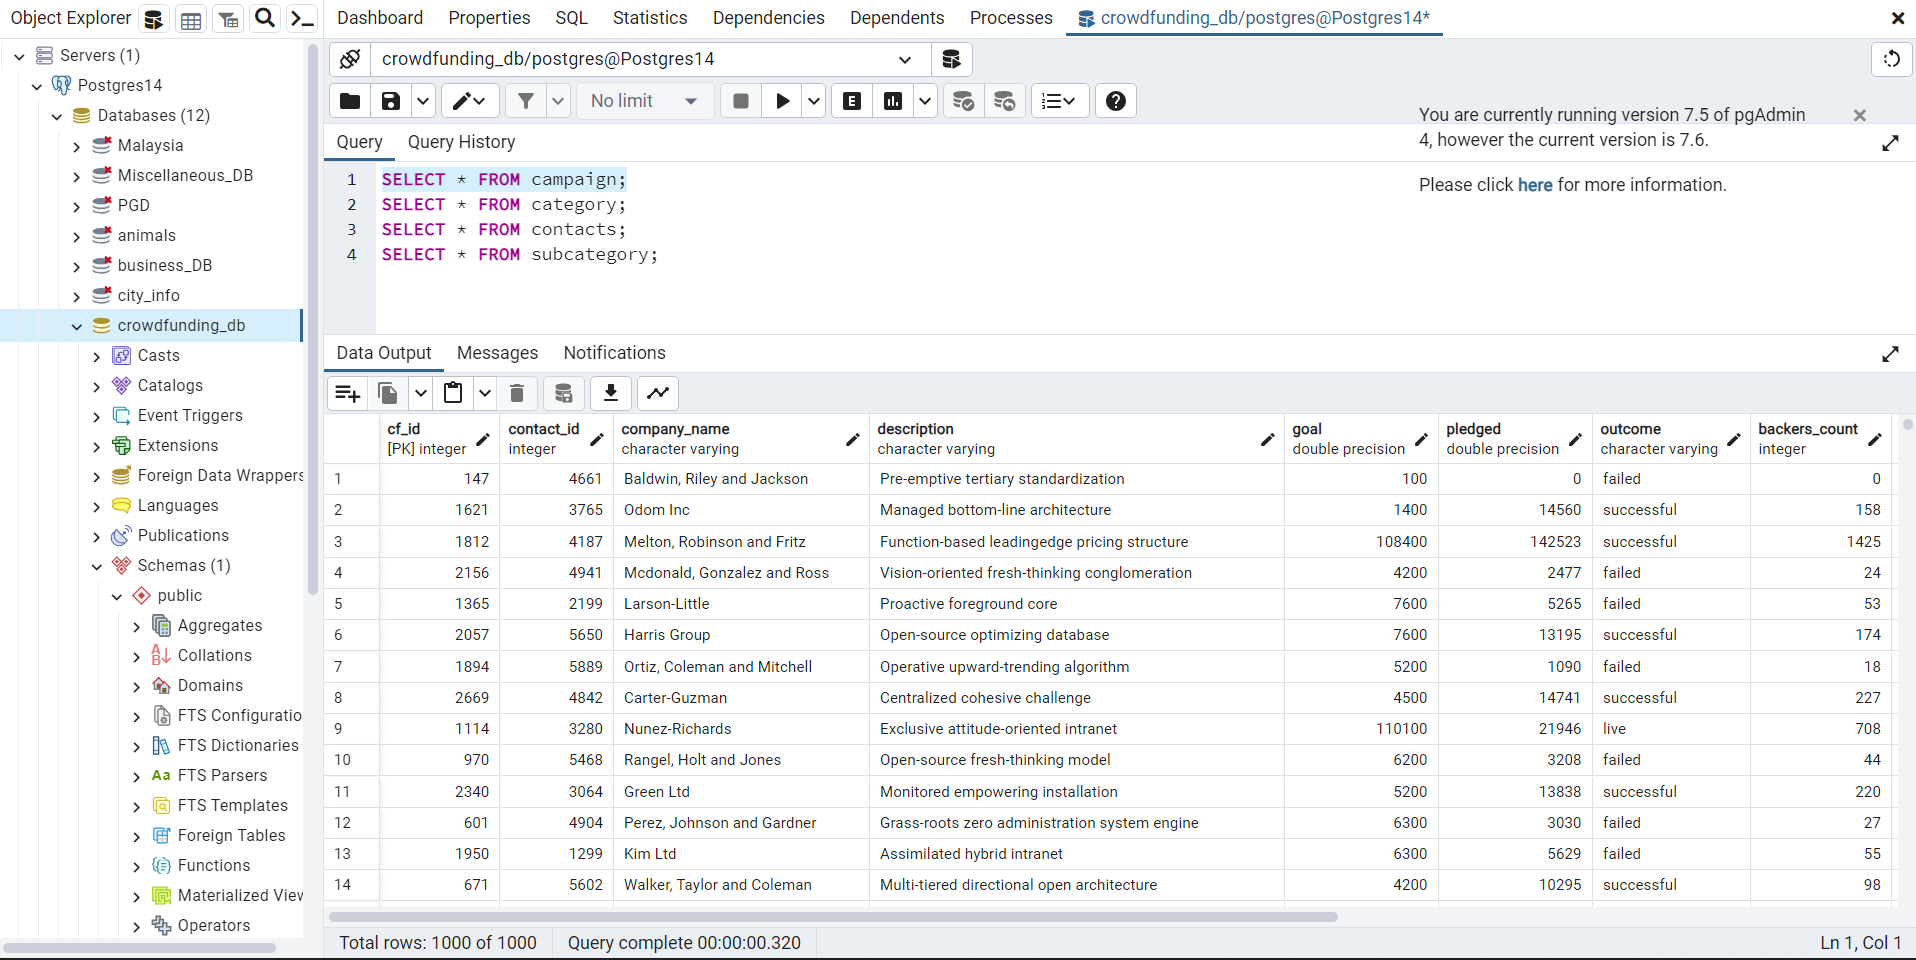 Object Explorer
Dashboard Properties SQL Statistics Dependencies Dependents Processes crowdfunding_db/postgres@Postgres14*
Servers (1)
Postgres14
Databases (12)
Malaysia
Miscellaneous_DB
PGD
animals
business_DB
city_info
crowdfunding_db
Casts
Catalogs
Event Triggers
Extensions
Foreign Data Wrappers
Languages
Publications
Schemas (1)
public
Aggregates
Collations
Domains
FTS Configuratio
FTS Dictionaries
Aa FTS Parsers
FTS Templates
Foreign Tables
Functions
Materialized View
Operators
crowdfunding_db/postgres@Postgres14
No limit
E
You are currently running version 7.5 of pgAdmin
4, however the current version is 7.6.
Please click here for more information.
Query Query History
1 SELECT * FROM campaign;
2 SELECT * FROM category;
3 SELECT * FROM contacts;
4 SELECT * FROM subcategory;
Data Output Messages Notifications
cf_id contact_id company_name description goal pledged outcome backers_count
[PK] integer integer character varying character varying double precision double precision character varying integer
1 147 4661 Baldwin, Riley and Jackson Pre-emptive tertiary standardization 100 0 failed 0
2 1621 3765 Odom Inc Managed bottom-line architecture 1400 14560 successful 158
3 1812 4187 Melton, Robinson and Fritz Function-based leadingedge pricing structure 108400 142523 successful 1425
4 2156 4941 Mcdonald, Gonzalez and Ross Vision-oriented fresh-thinking conglomeration 4200 2477 failed 24
5 1365 2199 Larson-Little Proactive foreground core 7600 5265 failed 53
6 2057 5650 Harris Group Open-source optimizing database 7600 13195 successful 174
7 1894 5889 Ortiz, Coleman and Mitchell Operative upward-trending algorithm 5200 1090 failed 18
8 2669 4842 Carter-Guzman Centralized cohesive challenge 4500 14741 successful 227
9 1114 3280 Nunez-Richards Exclusive attitude-oriented intranet 110100 21946 live 708
10 970 5468 Rangel, Holt and Jones Open-source fresh-thinking model 6200 3208 failed 44
11 2340 3064 Green Ltd Monitored empowering installation 5200 13838 successful 220
12 601 4904 Perez, Johnson and Gardner Grass-roots zero administration system engine 6300 3030 failed 27
13 1950 1299 Kim Ltd Assimilated hybrid intranet 6300 5629 failed 55
14 671 5602 Walker, Taylor and Coleman Multi-tiered directional open architecture 4200 10295 successful 98
Total rows: 1000 of 1000 Query complete 00:00:00.320 Ln 1, Col 1